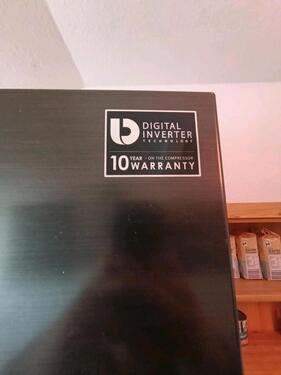 DIGITAL
INVERTER
TECHNOLOGY
10 YEAR - ON THE COMPRESSOR
WARRANTY